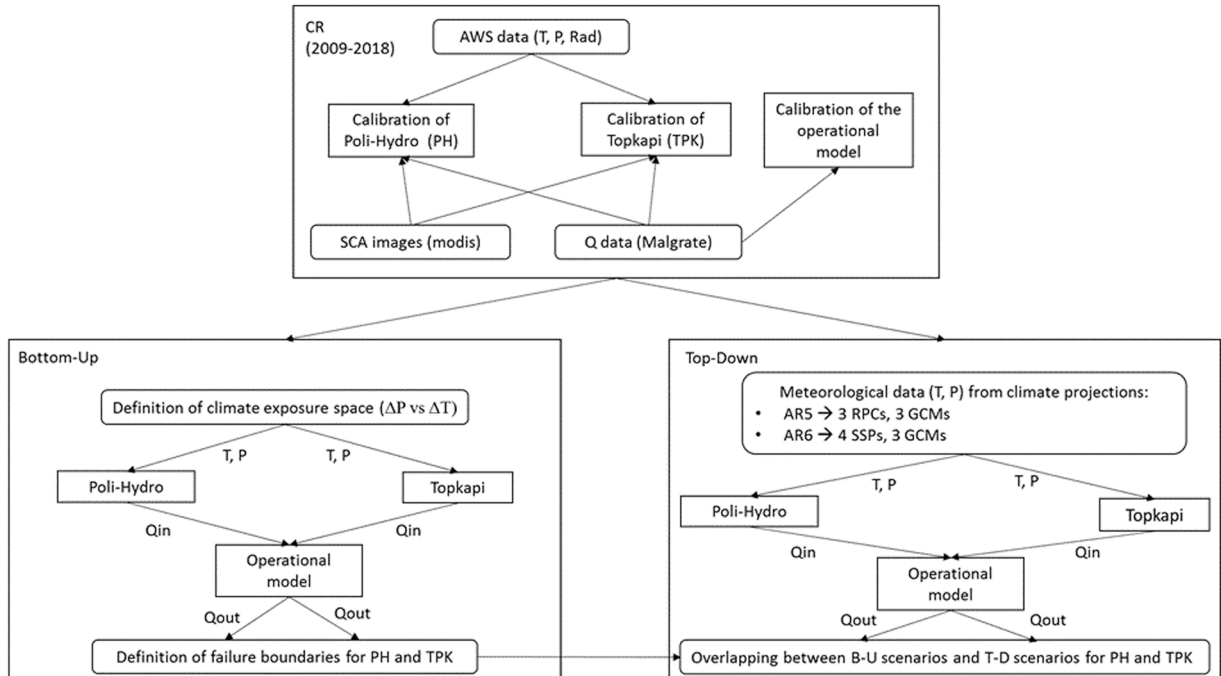 CR
(2009-2018)
AWS data (T, P, Rad)
Calibration of
Poli-Hydro (PH)
Calibration of
Topkapi (TPK)
Calibration of the
operational
model
SCA images (modis)
Q data (Malgrate)
Bottom-Up
Definition of climate exposure space (ΔP vs ΔT)
T, P
T, P
Poli-Hydro
Topkapi
Qin
Qin
Operational
model
Qout
Qout
Definition of failure boundaries for PH and TPK
Top-Down
Meteorological data (T, P) from climate projections:
• AR5 → 3 RPCs, 3 GCMs
• AR6 → 4 SSPs, 3 GCMs
T, P
T, P
Poli-Hydro
Topkapi
Qin
Qin
Operational
model
Qout
Qout
Overlapping between B-U scenarios and T-D scenarios for PH and TPK